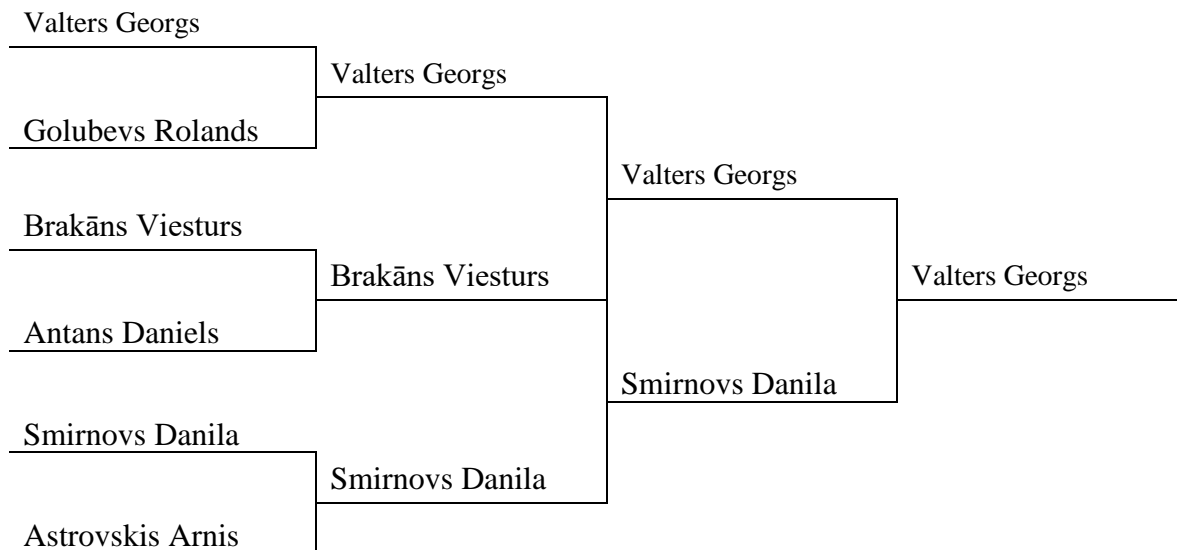 Valters Georgs
Valters Georgs
Golubevs Rolands
Valters Georgs
Brakāns Viesturs
Brakāns Viesturs
Valters Georgs
Antans Daniels
Smirnovs Danila
Smirnovs Danila
Smirnovs Danila
Astrovskis Arnis